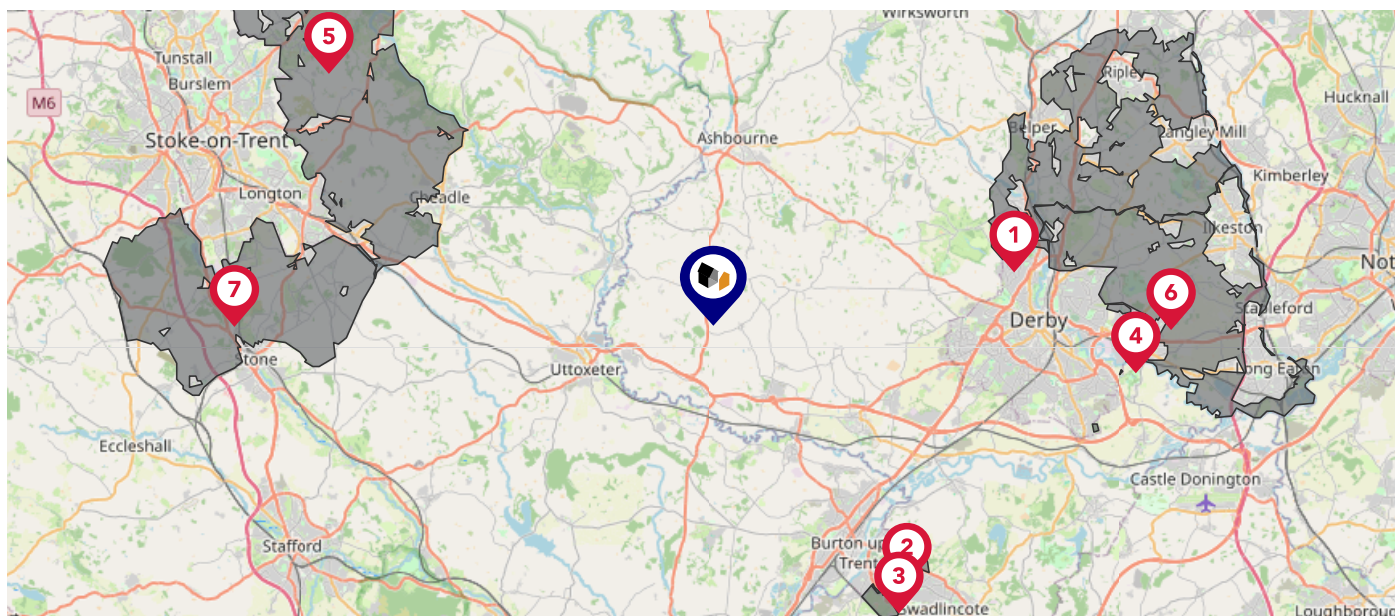 Wirksworth
5
Tunstall
Burslem
Ripley
M6
Hucknall
Belper
Langley Mill
Ashbourne
Stoke-on-Trent
Kimberley
Longton
Cheadle
Ilkeston
1
Not
7
6
Stapleford
Derby
4
Stone
Uttoxeter
Long Eaton
Eccleshall
Castle Donington
Stafford
Burton up
2
Trent
3
Swadlincote
Loughborough